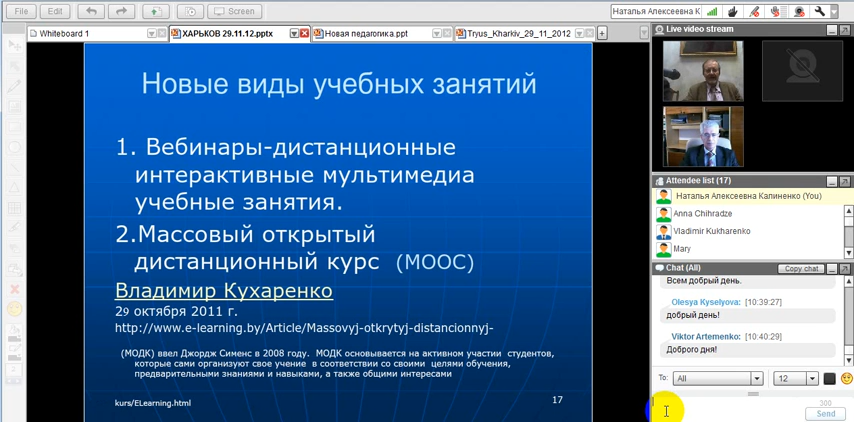 File
Edit
Screen
Наталья Алексеевна К
Whiteboard 1
ХАРЬКОВ 29.11.12.pptx
Новая педагогика.ppt
Tryus_Kharkiv_29_11_2012
Новые виды учебных занятий
1. Вебинары-дистанционные
интерактивные мультимедиа
учебные занятия.
2.Массовый открытый
дистанционный курс (МООС)
Владимир Кухаренко
29 октября 2011 г.
http://www.e-learning.by/Article/Massovyj-otkrytyj-distancionnyj-
(МОДК) ввел Джордж Сименс в 2008 году. МОДК основывается на активном участии студентов,
которые сами организуют свое учение в соответствии со своими целями обучения,
предварительными знаниями и навыками, а также общими интересами
kurs/ELearning.html
17
Live video stream
Attendee list (17)
Наталья Алексеевна Калиненко (You)
Anna Chihradze
Vladimir Kukharenko
Mary
Chat (All)
Copy chat
Всем добрый день.
Olesya Kyselyova: [10:39:27]
добрый день!
Viktor Artemenko: [10:40:29]
Доброго дня!
To:
All
12
300
Send